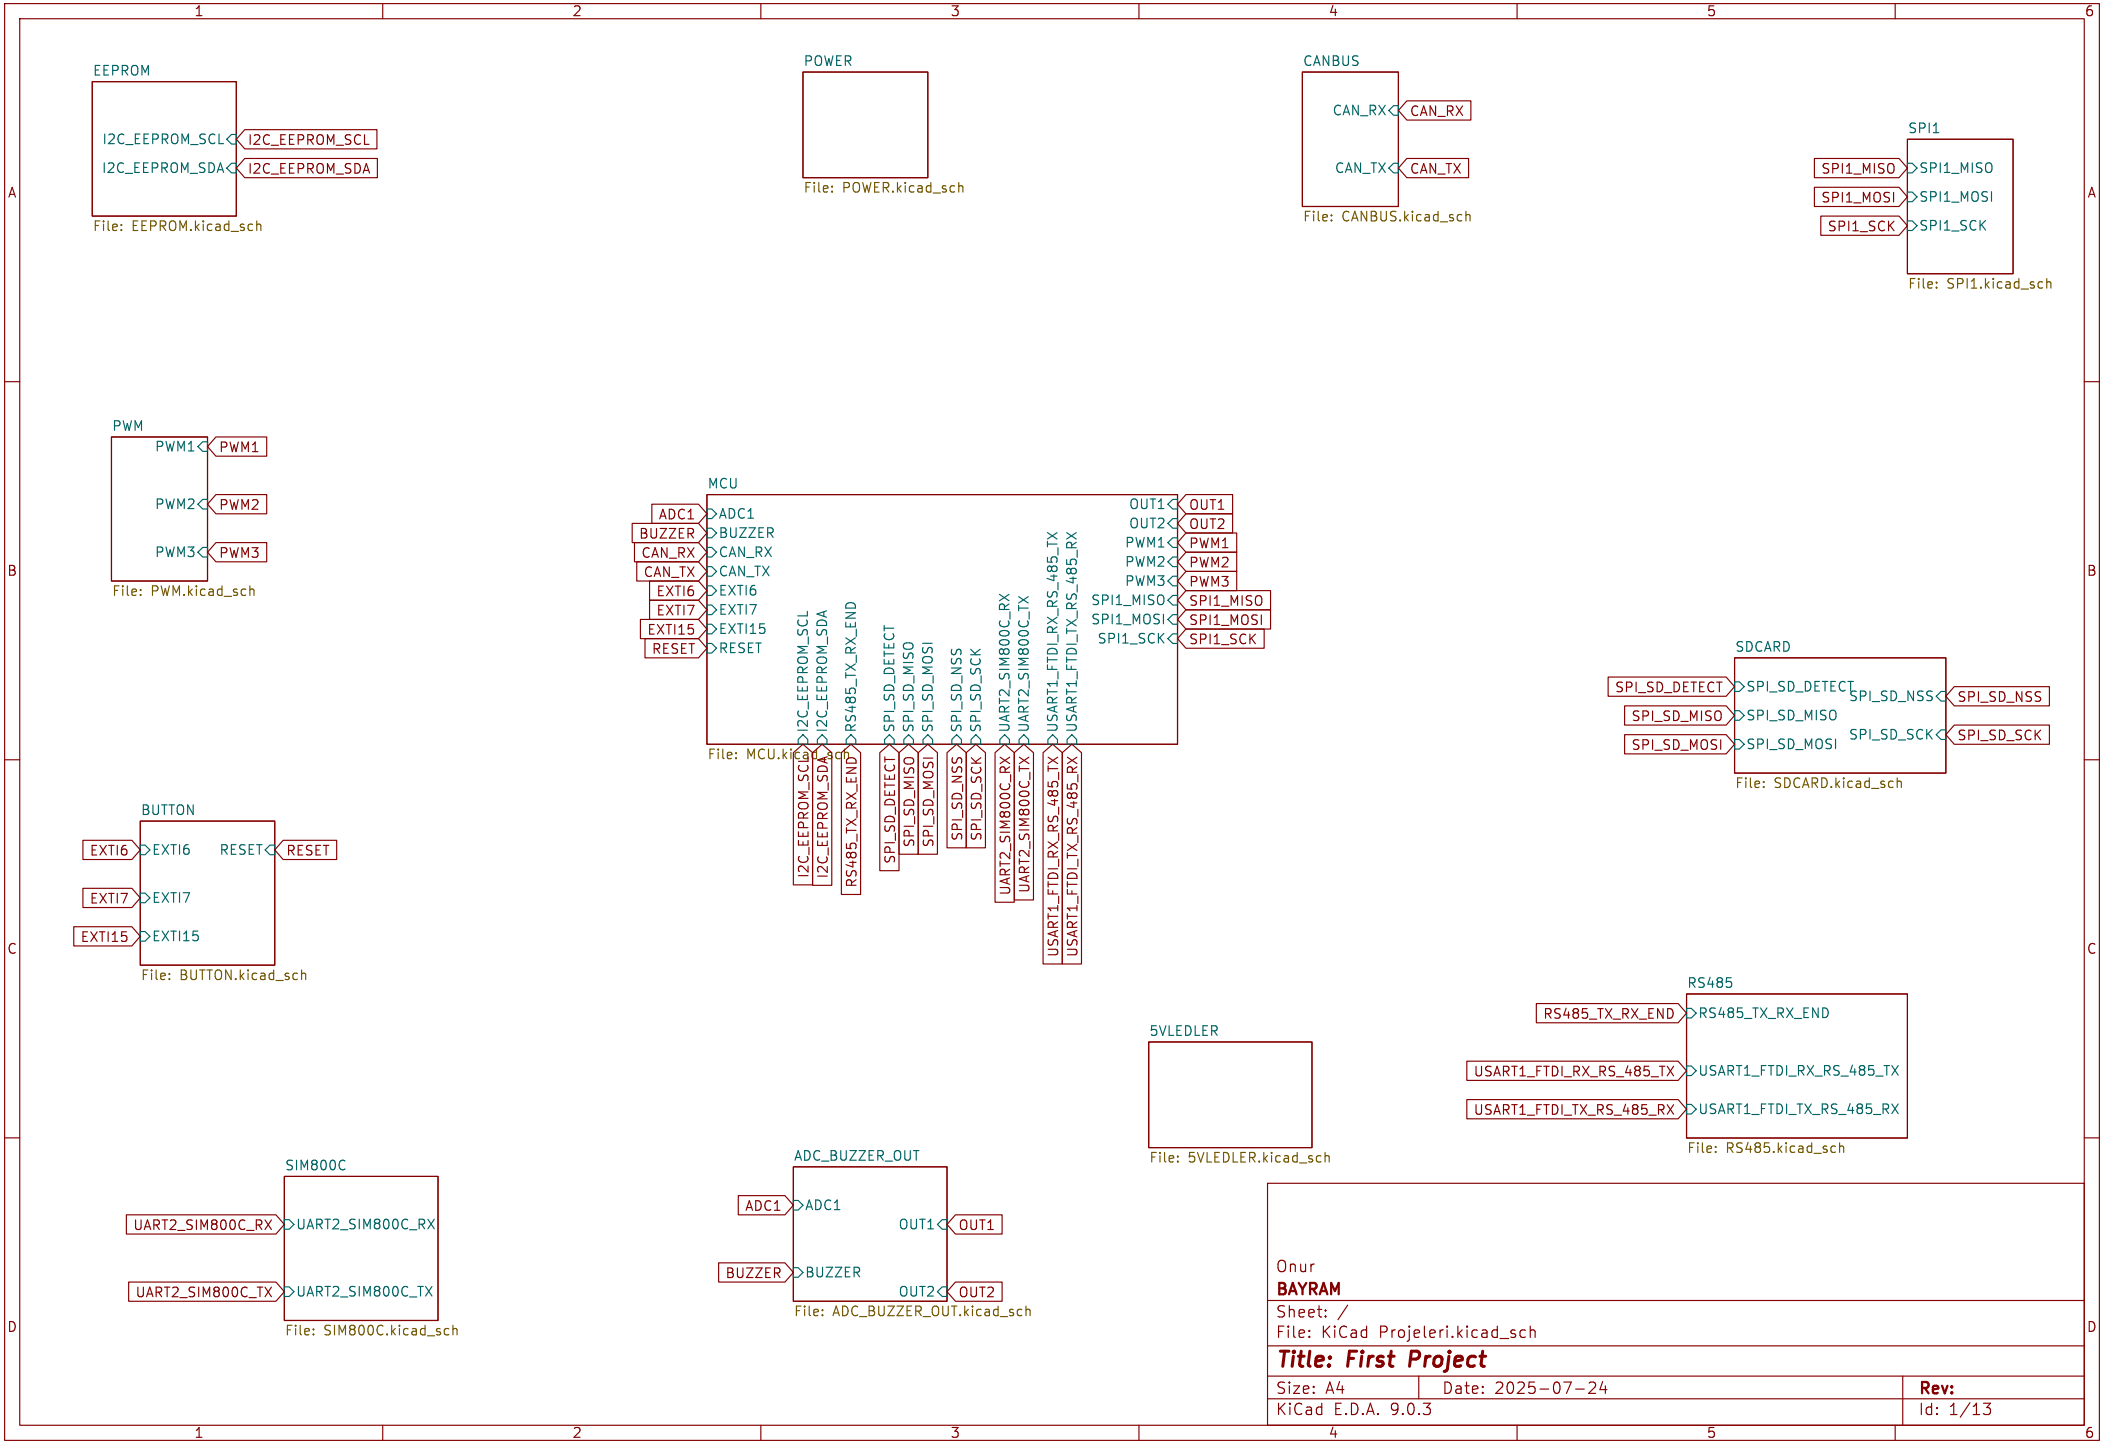 1 2 3 4 5 6
A
B
C
D
A
B
C
D
EEPROM
I2C_EEPROM_SCL I2C_EEPROM_SCL
I2C_EEPROM_SDA I2C_EEPROM_SDA
File: EEPROM.kicad_sch
POWER
File: POWER.kicad_sch
CANBUS
CAN_RX CAN_RX
CAN_TX CAN_TX
File: CANBUS.kicad_sch
SPI1
SPI1_MISO SPI1_MISO
SPI1_MOSI SPI1_MOSI
SPI1_SCK SPI1_SCK
File: SPI1.kicad_sch
PWM
PWM1 PWM1
PWM2 PWM2
PWM3 PWM3
File: PWM.kicad_sch
MCU
ADC1 ADC1
BUZZER BUZZER
CAN_RX CAN_RX
CAN_TX CAN_TX
EXTI6 EXTI6
EXTI7 EXTI7
EXTI15 EXTI15
RESET RESET
OUT1 OUT1
OUT2 OUT2
PWM1 PWM1
PWM2 PWM2
PWM3 PWM3
SPI1_MISO SPI1_MISO
SPI1_MOSI SPI1_MOSI
SPI1_SCK SPI1_SCK
I2C_EEPROM_SCL I2C_EEPROM_SCL
I2C_EEPROM_SDA I2C_EEPROM_SDA
RS485_TX_RX_END RS485_TX_RX_END
SPI_SD_DETECT SPI_SD_DETECT
SPI_SD_MISO SPI_SD_MISO
SPI_SD_MOSI SPI_SD_MOSI
SPI_SD_NSS SPI_SD_NSS
SPI_SD_SCK SPI_SD_SCK
UART2_SIM800C_RX UART2_SIM800C_RX
UART2_SIM800C_TX UART2_SIM800C_TX
USART1_FTDI_RX_RS_485_TX USART1_FTDI_RX_RS_485_TX
USART1_FTDI_TX_RS_485_RX USART1_FTDI_TX_RS_485_RX
File: MCU.kicad_sch
SDCARD
SPI_SD_DETECT SPI_SD_DETECT
SPI_SD_MISO SPI_SD_MISO
SPI_SD_MOSI SPI_SD_MOSI
SPI_SD_NSS SPI_SD_NSS
SPI_SD_SCK SPI_SD_SCK
File: SDCARD.kicad_sch
BUTTON
EXTI6 EXTI6 RESET RESET
EXTI7 EXTI7
EXTI15 EXTI15
File: BUTTON.kicad_sch
RS485
RS485_TX_RX_END RS485_TX_RX_END
USART1_FTDI_RX_RS_485_TX USART1_FTDI_RX_RS_485_TX
USART1_FTDI_TX_RS_485_RX USART1_FTDI_TX_RS_485_RX
File: RS485.kicad_sch
5VLEDLER
File: 5VLEDLER.kicad_sch
SIM800C
UART2_SIM800C_RX UART2_SIM800C_RX
UART2_SIM800C_TX UART2_SIM800C_TX
File: SIM800C.kicad_sch
ADC_BUZZER_OUT
ADC1 ADC1
OUT1 OUT1
BUZZER BUZZER
OUT2 OUT2
File: ADC_BUZZER_OUT.kicad_sch
Onur
BAYRAM
Sheet: /
File: KiCad Projeleri.kicad_sch
Title: First Project
Size: A4 Date: 2025-07-24 Rev:
KiCad E.D.A. 9.0.3 Id: 1/13
1 2 3 4 5 6